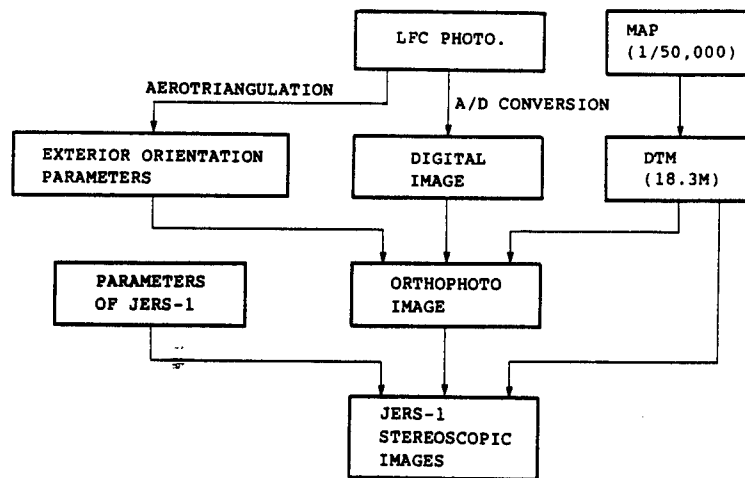 LFC PHOTO.
MAP
(1/50,000)
AEROTRIANGULATION
A/D CONVERSION
EXTERIOR ORIENTATION
PARAMETERS
DIGITAL
IMAGE
DTM
(18.3M)
PARAMETERS
OF JERS-1
ORTHOPHOTO
IMAGE
JERS-1
STEREOSCOPIC
IMAGES